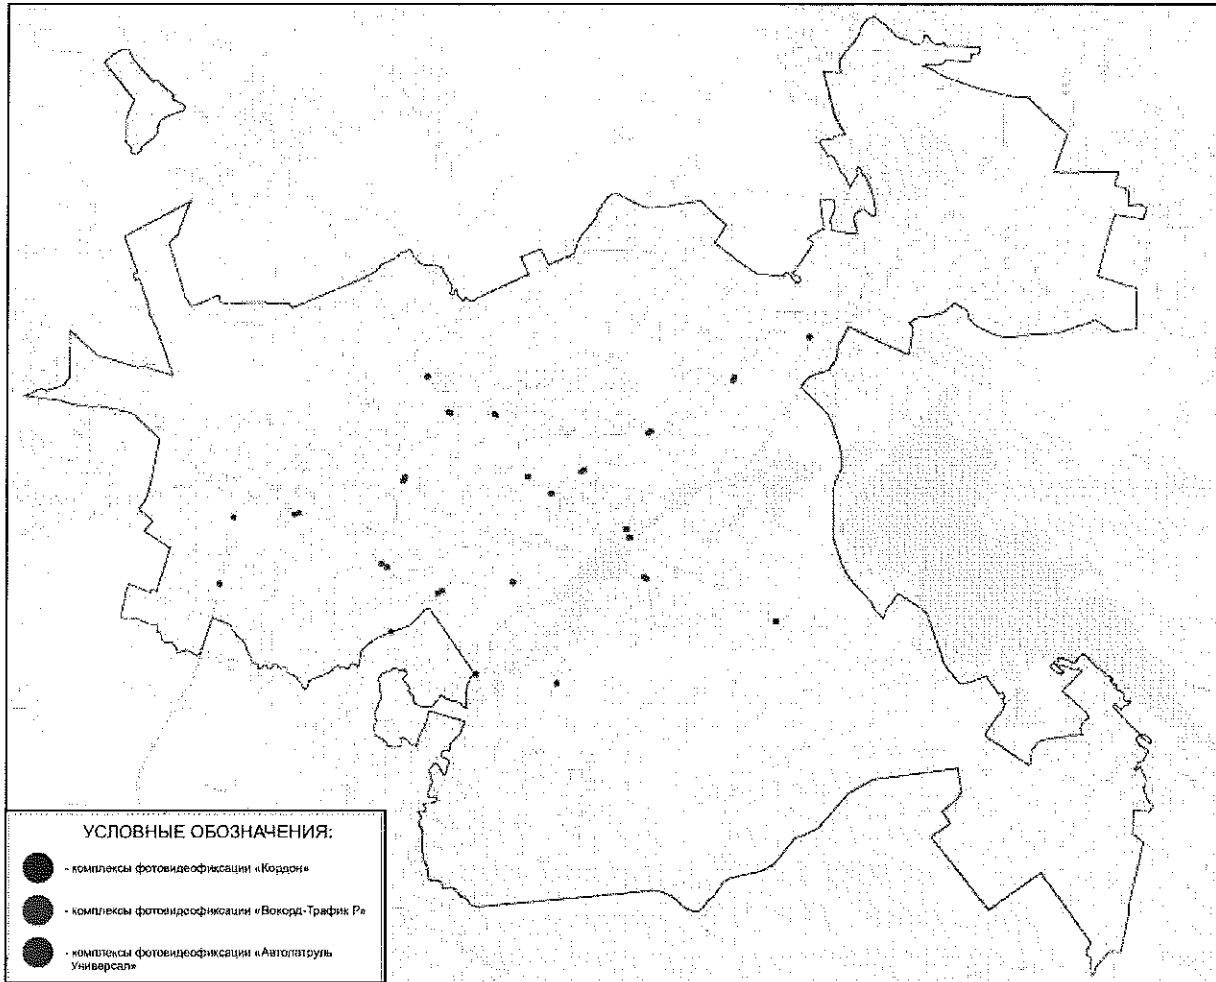 УСЛОВНЫЕ ОБОЗНАЧЕНИЯ:
- комплексы фотовидеофиксации «Кордон»
- комплексы фотовидеофиксации «Вокорд-Трафик Р»
- комплексы фотовидеофиксации «Автопатруль
Универсал»